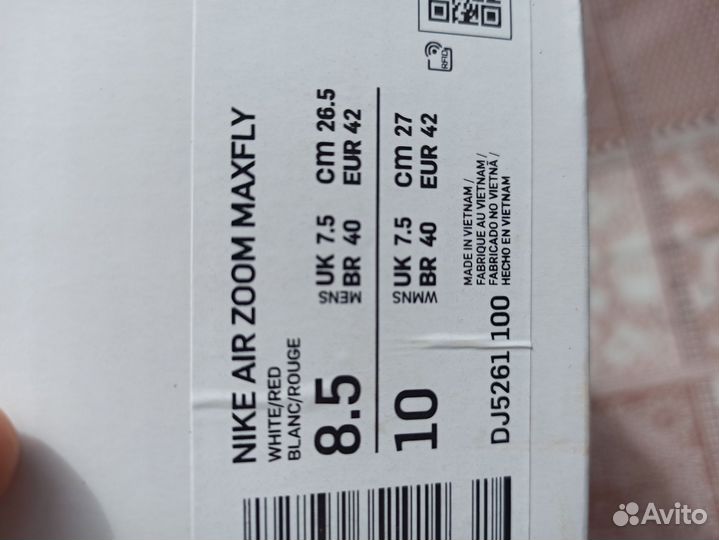 NIKE AIR ZOOM MAXFLY
WHITE/RED
BLANC/ROUGE
8.5
MENS
UK 7.5
cm 26.5
BR 40
EUR 42
10
WMNS
UK 7.5
cm 27
BR 40
EUR 42
DJ5261 100
MADE IN VIETNAM /
FABRIQUE AU VIETNAM /
FABRICADO NO VIETNÃ /
HECHO EN VIETNAM
RFID
Avito